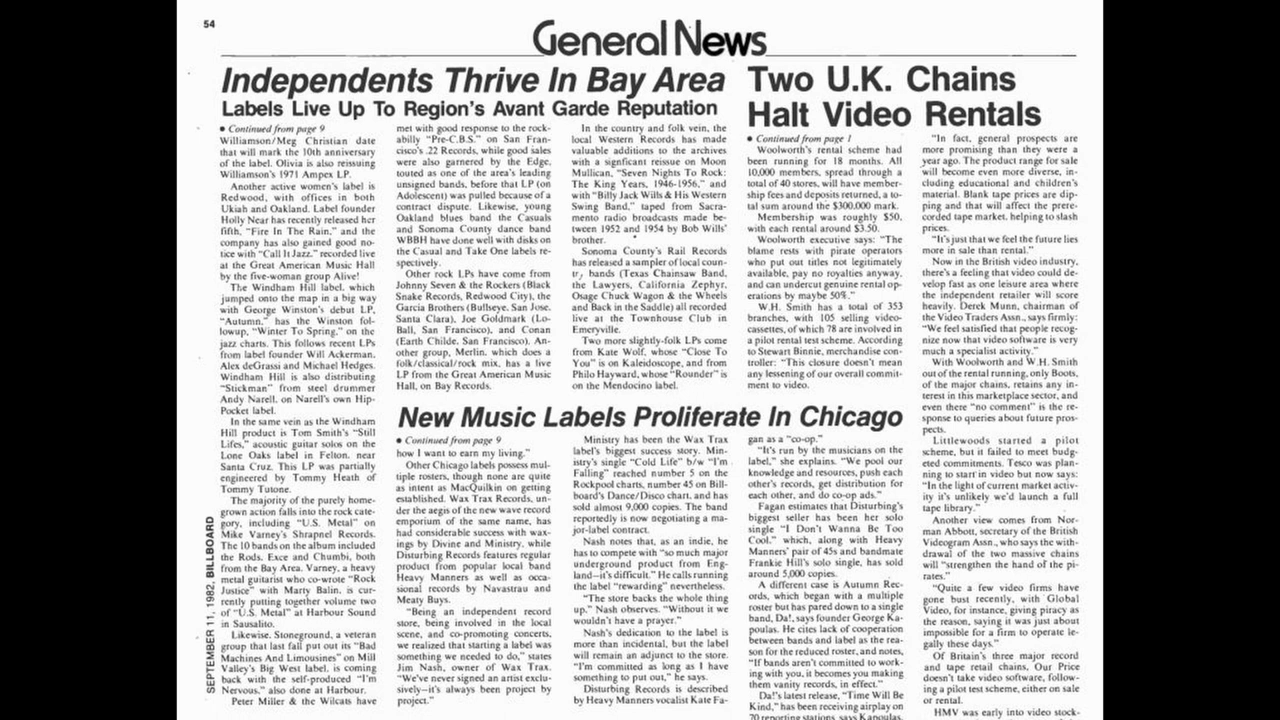 54
General News
Independents Thrive In Bay Area
Labels Live Up To Region's Avant Garde Reputation
• Continued from page 9
Williamson/Meg Christian date
that will mark the 10th anniversary
of the label. Olivia is also reissuing
Williamson's 1971 Ampex LP.
Another active women's label is
Redwood, with offices in both
Ukiah and Oakland. Label founder
Holly Near has recently released her
fifth, "Fire In The Rain," and the
company has also gained good no-
tice with "Call It Jazz," recorded live
at the Great American Music Hall
by the five-woman group Alive!
The Windham Hill label, which
jumped onto the map in a big way
with George Winston's debut LP,
"Autumn," has the Winston fol-
lowup, "Winter To Spring," on the
jazz charts. This follows recent LPs
from label founder Will Ackerman,
Alex deGrassi and Michael Hedges.
Windham Hill is also distributing
"Stickman" from steel drummer
Andy Narell, on Narell's own Hip-
Pocket label.
In the same vein as the Windham
Hill product is Tom Smith's "Still
Lifes," acoustic guitar solos on the
Lone Oaks label in Felton, near
Santa Cruz. This LP was partially
engineered by Tommy Heath of
Tommy Tutone.
The majority of the purely home-
grown action falls into the rock cate-
gory, including "U.S. Metal" on
Mike Varney's Shrapnel Records.
The 10 bands on the album included
the Rods, Exce and Chumbi, both
from the Bay Area. Varney, a heavy
metal guitarist who co-wrote "Rock
Justice" with Marty Balin, is cur-
rently putting together volume two
of "U.S. Metal" at Harbour Sound
in Sausalito.
Likewise, Stoneground, a veteran
group that last fall put out its "Bad
Machines And Limousines" on Mill
Valley's Big West label, is coming
back with the self-produced "I'm
Nervous," also done at Harbour.
Peter Miller & the Wilcats have
met with good response to the rock-
abilly "Pre-C.B.S." on San Fran-
cisco's .22 Records, while good sales
were also garnered by the Edge,
touted as one of the area's leading
unsigned bands, before that LP (on
Adolescent) was pulled because of a
contract dispute. Likewise, young
Oakland blues band the Casuals
and Sonoma County dance band
WBBH have done well with disks on
the Casual and Take One labels re-
spectively.
Other rock LPs have come from
Johnny Seven & the Rockers (Black
Snake Records, Redwood City), the
Garcia Brothers (Bullseye, San Jose,
Santa Clara), Joe Goldmark (Lo-
Ball, San Francisco), and Conan
(Earth Childe, San Francisco). An-
other group, Merlin, which does a
folk/classical/rock mix, has a live
LP from the Great American Music
Hall, on Bay Records.
In the country and folk vein, the
local Western Records has made
valuable additions to the archives
with a signficant reissue on Moon
Mullican, "Seven Nights To Rock:
The King Years, 1946-1956," and
with "Billy Jack Wills & His Western
Swing Band," taped from Sacra-
mento radio broadcasts made be-
tween 1952 and 1954 by Bob Wills'
brother.
Sonoma County's Rail Records
has released a sampler of local coun-
try bands (Texas Chainsaw Band,
the Lawyers, California Zephyr,
Osage Chuck Wagon & the Wheels
and Back in the Saddle) all recorded
live at the Townhouse Club in
Emeryville.
Two more slightly-folk LPs come
from Kate Wolf, whose "Close To
You" is on Kaleidoscope, and from
Philo Hayward, whose "Rounder" is
on the Mendocino label.
Two U.K. Chains
Halt Video Rentals
• Continued from page 1
Woolworth's rental scheme had
been running for 18 months. All
10,000 members, spread through a
total of 40 stores, will have member-
ship fees and deposits returned, a to-
tal sum around the $300,000 mark.
Membership was roughly $50,
with each rental around $3.50.
Woolworth executive says: "The
blame rests with pirate operators
who put out titles not legitimately
available, pay no royalties anyway,
and can undercut genuine rental op-
erations by maybe 50%."
W.H. Smith has a total of 353
branches, with 105 selling video-
cassettes, of which 78 are involved in
a pilot rental test scheme. According
to Stewart Binnie, merchandise con-
troller: "This closure doesn't mean
any lessening of our overall commit-
ment to video.
"In fact, general prospects are
more promising than they were a
year ago. The product range for sale
will become even more diverse, in-
cluding educational and children's
material. Blank tape prices are dip-
ping and that will affect the prere-
corded tape market, helping to slash
prices.
"It's just that we feel the future lies
more in sale than rental."
Now in the British video industry,
there's a feeling that video could de-
velop fast as one leisure area where
the independent retailer will score
heavily. Derek Munn, chairman of
the Video Traders Assn., says firmly:
"We feel satisfied that people recog-
nize now that video software is very
much a specialist activity."
With Woolworth and W.H. Smith
out of the rental running, only Boots,
of the major chains, retains any in-
terest in this marketplace sector, and
even there "no comment" is the re-
sponse to queries about future pros-
pects.
Littlewoods started a pilot
scheme, but it failed to meet budg-
eted commitments. Tesco was plan-
ning to start in video but now says:
"In the light of current market activ-
ity it's unlikely we'd launch a full
tape library."
Another view comes from Nor-
man Abbott, secretary of the British
Videogram Assn., who says the with-
drawal of the two massive chains
will "strengthen the hand of the pi-
rates."
"Quite a few video firms have
gone bust recently, with Global
Video, for instance, giving piracy as
the reason, saying it was just about
impossible for a firm to operate le-
gally these days."
Of Britain's three major record
and tape retail chains, Our Price
doesn't take video software, follow-
ing a pilot test scheme, either on sale
or rental.
HMV was early into video stock-
New Music Labels Proliferate In Chicago
• Continued from page 9
how I want to earn my living."
Other Chicago labels possess mul-
tiple rosters, though none are quite
as intent as MacQuilkin on getting
established. Wax Trax Records, un-
der the aegis of the new wave record
emporium of the same name, has
had considerable success with wax-
ings by Divine and Ministry, while
Disturbing Records features regular
product from popular local band
Heavy Manners as well as occa-
sional records by Navastrau and
Meaty Buys.
"Being an independent record
store, being involved in the local
scene, and co-promoting concerts,
we realized that starting a label was
something we needed to do," states
Jim Nash, owner of Wax Trax.
"We've never signed an artist exclu-
sively—it's always been project by
project."
Ministry has been the Wax Trax
label's biggest success story. Min-
istry's single "Cold Life" b/w "I'm
Falling" reached number 5 on the
Rockpool charts, number 45 on Bill-
board's Dance/Disco chart, and has
sold almost 9,000 copies. The band
reportedly is now negotiating a ma-
jor-label contract.
Nash notes that, as an indie, he
has to compete with "so much major
underground product from Eng-
land—it's difficult." He calls running
the label "rewarding" nevertheless.
"The store backs the whole thing
up," Nash observes. "Without it we
wouldn't have a prayer."
Nash's dedication to the label is
more than incidental, but the label
will remain an adjunct to the store.
"I'm committed as long as I have
something to put out," he says.
Disturbing Records is described
by Heavy Manners vocalist Kate Fa-
gan as a "co-op."
"It's run by the musicians on the
label," she explains. "We pool our
knowledge and resources, push each
other's records, get distribution for
each other, and do co-op ads."
Fagan estimates that Disturbing's
biggest seller has been her solo
single "I Don't Wanna Be Too
Cool," which, along with Heavy
Manners' pair of 45s and bandmate
Frankie Hill's solo single, has sold
around 5,000 copies.
A different case is Autumn Rec-
ords, which began with a multiple
roster but has pared down to a single
band, Da!, says founder George Ka-
poulas. He cites lack of cooperation
between bands and label as the rea-
son for the reduced roster, and notes,
"If bands aren't committed to work-
ing with you, it becomes you making
them vanity records, in effect."
Da!'s latest release, "Time Will Be
Kind," has been receiving airplay on
70 reporting stations, says Kapoulas.
SEPTEMBER 11, 1982, BILLBOARD